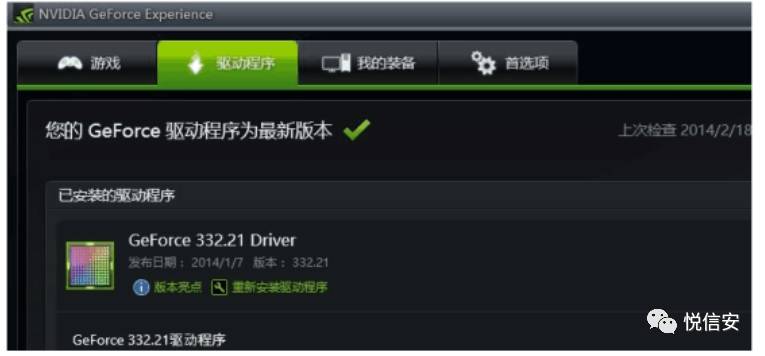 NVIDIA GeForce Experience
游戏 驱动程序 我的装备 首选项
您的 GeForce 驱动程序为最新版本 上次检查 2014/2/18
已安装的驱动程序
GeForce 332.21 Driver
发布日期： 2014/1/7 版本： 332.21
版本亮点 重新安装驱动程序
GeForce 332.21驱动程序
悦信安